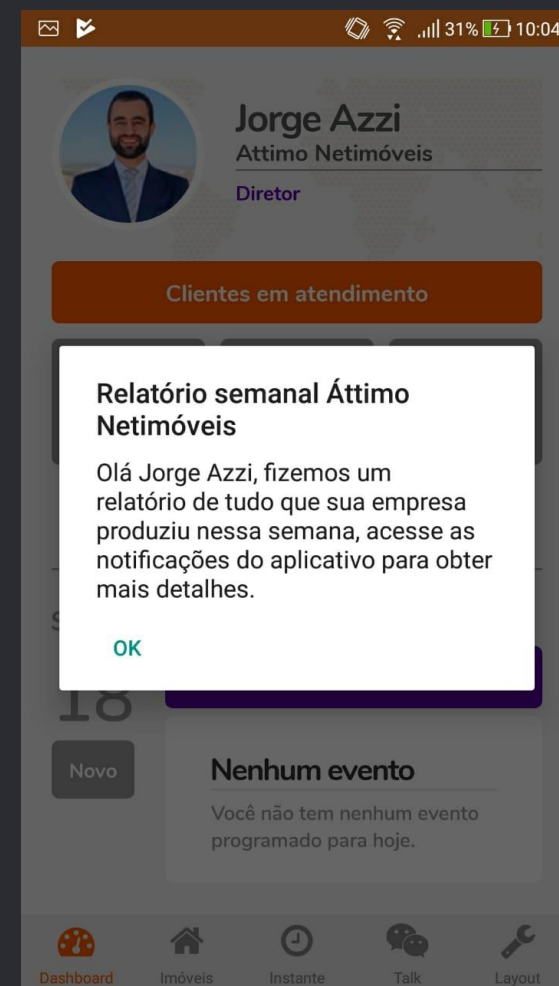 31% 10:04
Jorge Azzi
Attimo Netimóveis
Diretor
Clientes em atendimento
Relatório semanal Áttimo
Netimóveis
Olá Jorge Azzi, fizemos um
relatório de tudo que sua empresa
produziu nessa semana, acesse as
notificações do aplicativo para obter
mais detalhes.
OK
18
Novo
Nenhum evento
Você não tem nenhum evento
programado para hoje.
Dashboard Imóveis Instante Talk Layout